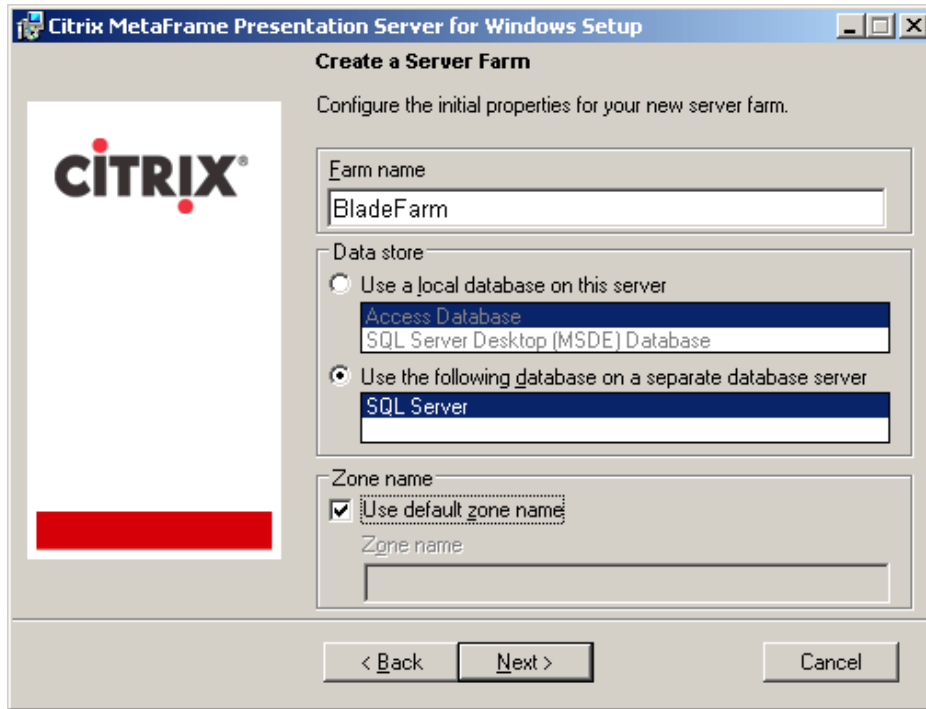 Citrix MetaFrame Presentation Server for Windows Setup
Create a Server Farm
Configure the initial properties for your new server farm.
CITRIX®
Farm name
BladeFarm
Data store
Use a local database on this server
Access Database
SQL Server Desktop (MSDE) Database
Use the following database on a separate database server
SQL Server
Zone name
Use default zone name
Zone name
< Back
Next >
Cancel